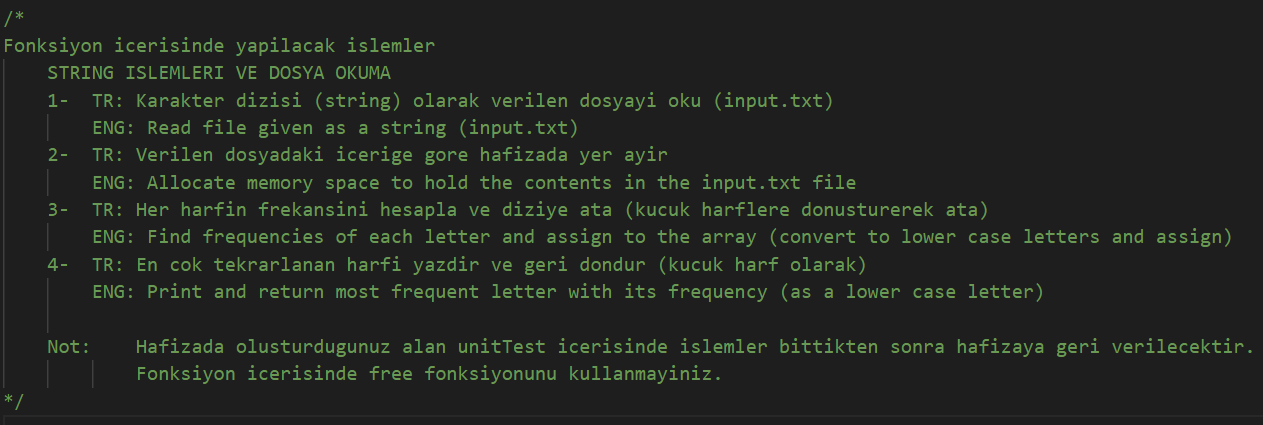 /*
Fonksiyon icerisinde yapilacak islemler
STRING ISLEMLERI VE DOSYA OKUMA
1- TR: Karakter dizisi (string) olarak verilen dosyayi oku (input.txt)
ENG: Read file given as a string (input.txt)
2- TR: Verilen dosyadaki icerige gore hafizada yer ayir
ENG: Allocate memory space to hold the contents in the input.txt file
3- TR: Her harfin frekansini hesapla ve diziye ata (kucuk harflere donusturerek ata)
ENG: Find frequencies of each letter and assign to the array (convert to lower case letters and assign)
4- TR: En cok tekrarlanan harfi yazdir ve geri dondur (kucuk harf olarak)
ENG: Print and return most frequent letter with its frequency (as a lower case letter)
Not: Hafizada olusturdugunuz alan unitTest icerisinde islemler bittikten sonra hafizaya geri verilecektir.
Fonksiyon icerisinde free fonksiyonunu kullanmayiniz.
*/